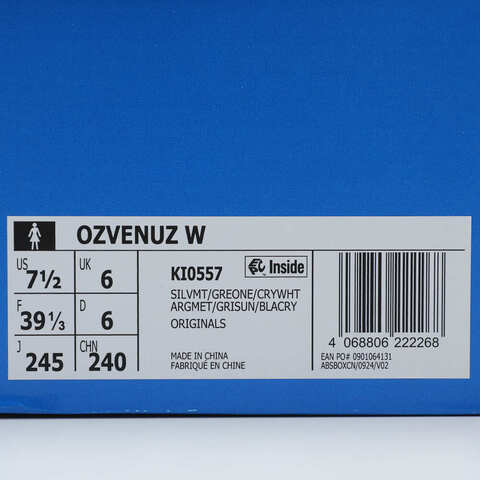 OZVENUZ W
US 7½ UK 6
F 39⅓ D 6
J 245 CHN 240
KI0557 Inside
SILVMT/GREONE/CRYWHT
ARGMET/GRISUN/BLACRY
ORIGINALS
MADE IN CHINA
FABRIQUÉ EN CHINE
4 068806 222268
EAN PO# 0901064131
ABSBOXCN/0924/V02